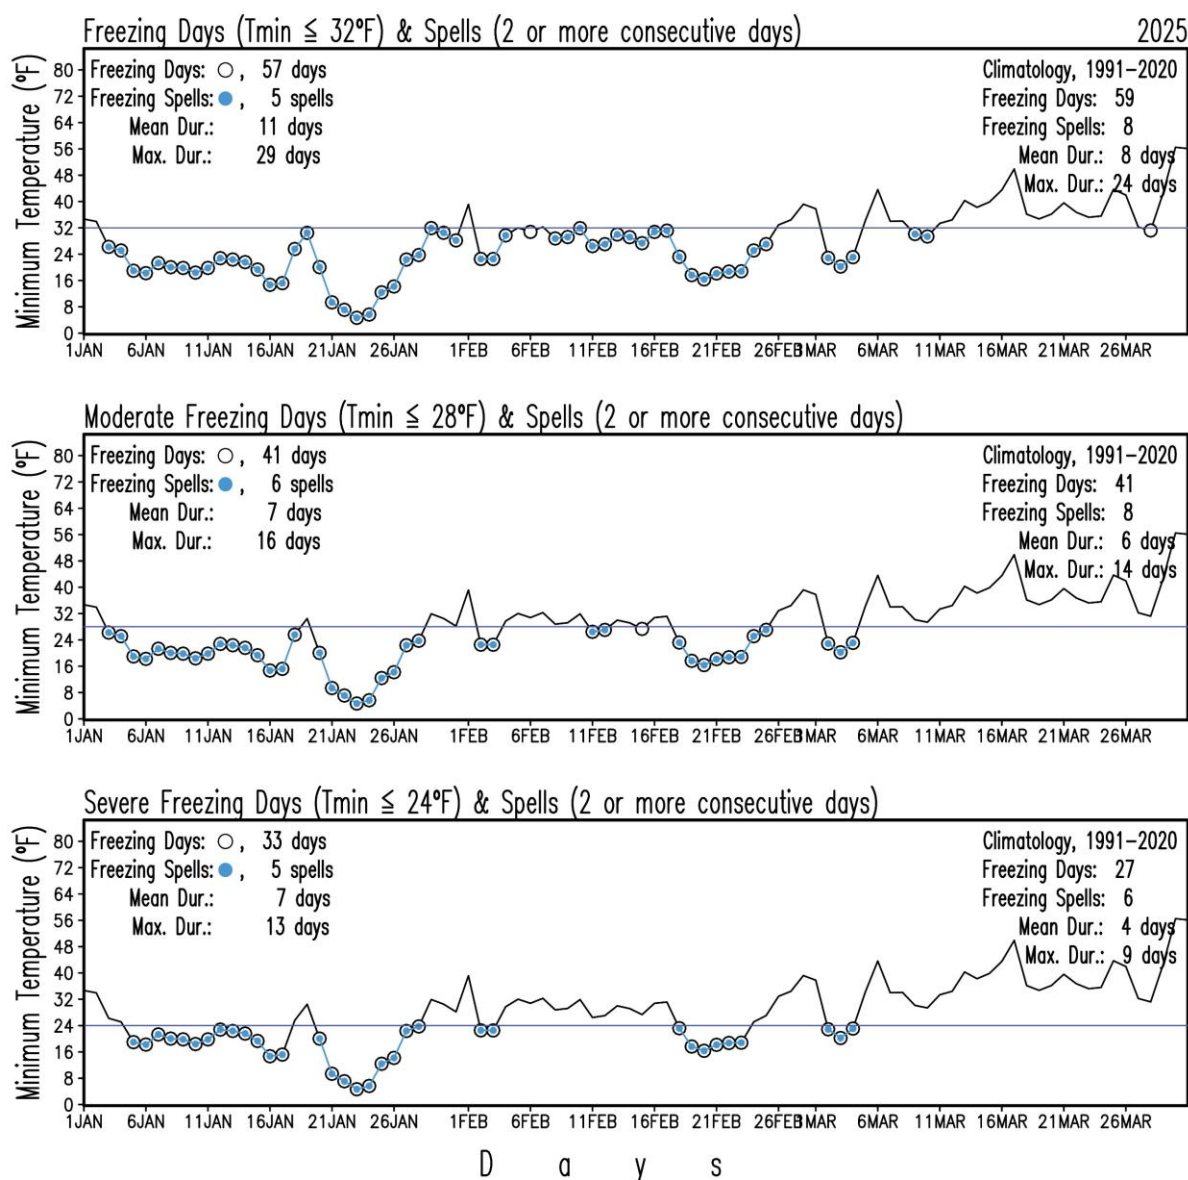 Freezing Days (Tmin ≦ 32°F) & Spells (2 or more consecutive days) 2025
Freezing Days: , 57 days
Freezing Spells: , 5 spells
Mean Dur.: 11 days
Max. Dur.: 29 days
Climatology, 1991-2020
Freezing Days: 59
Freezing Spells: 8
Mean Dur.: 8 days
Max. Dur.: 24 days
Minimum Temperature (°F)
80
72
64
56
48
40
32
24
16
8
0
1JAN 6JAN 11JAN 16JAN 21JAN 26JAN 1FEB 6FEB 11FEB 16FEB 21FEB 26FEB 3MAR 6MAR 11MAR 16MAR 21MAR 26MAR
Moderate Freezing Days (Tmin ≦ 28°F) & Spells (2 or more consecutive days)
Freezing Days: , 41 days
Freezing Spells: , 6 spells
Mean Dur.: 7 days
Max. Dur.: 16 days
Climatology, 1991-2020
Freezing Days: 41
Freezing Spells: 8
Mean Dur.: 6 days
Max. Dur.: 14 days
Minimum Temperature (°F)
80
72
64
56
48
40
32
24
16
8
0
1JAN 6JAN 11JAN 16JAN 21JAN 26JAN 1FEB 6FEB 11FEB 16FEB 21FEB 26FEB 3MAR 6MAR 11MAR 16MAR 21MAR 26MAR
Severe Freezing Days (Tmin ≦ 24°F) & Spells (2 or more consecutive days)
Freezing Days: , 33 days
Freezing Spells: , 5 spells
Mean Dur.: 7 days
Max. Dur.: 13 days
Climatology, 1991-2020
Freezing Days: 27
Freezing Spells: 6
Mean Dur.: 4 days
Max. Dur.: 9 days
Minimum Temperature (°F)
80
72
64
56
48
40
32
24
16
8
0
1JAN 6JAN 11JAN 16JAN 21JAN 26JAN 1FEB 6FEB 11FEB 16FEB 21FEB 26FEB 3MAR 6MAR 11MAR 16MAR 21MAR 26MAR
D a y s